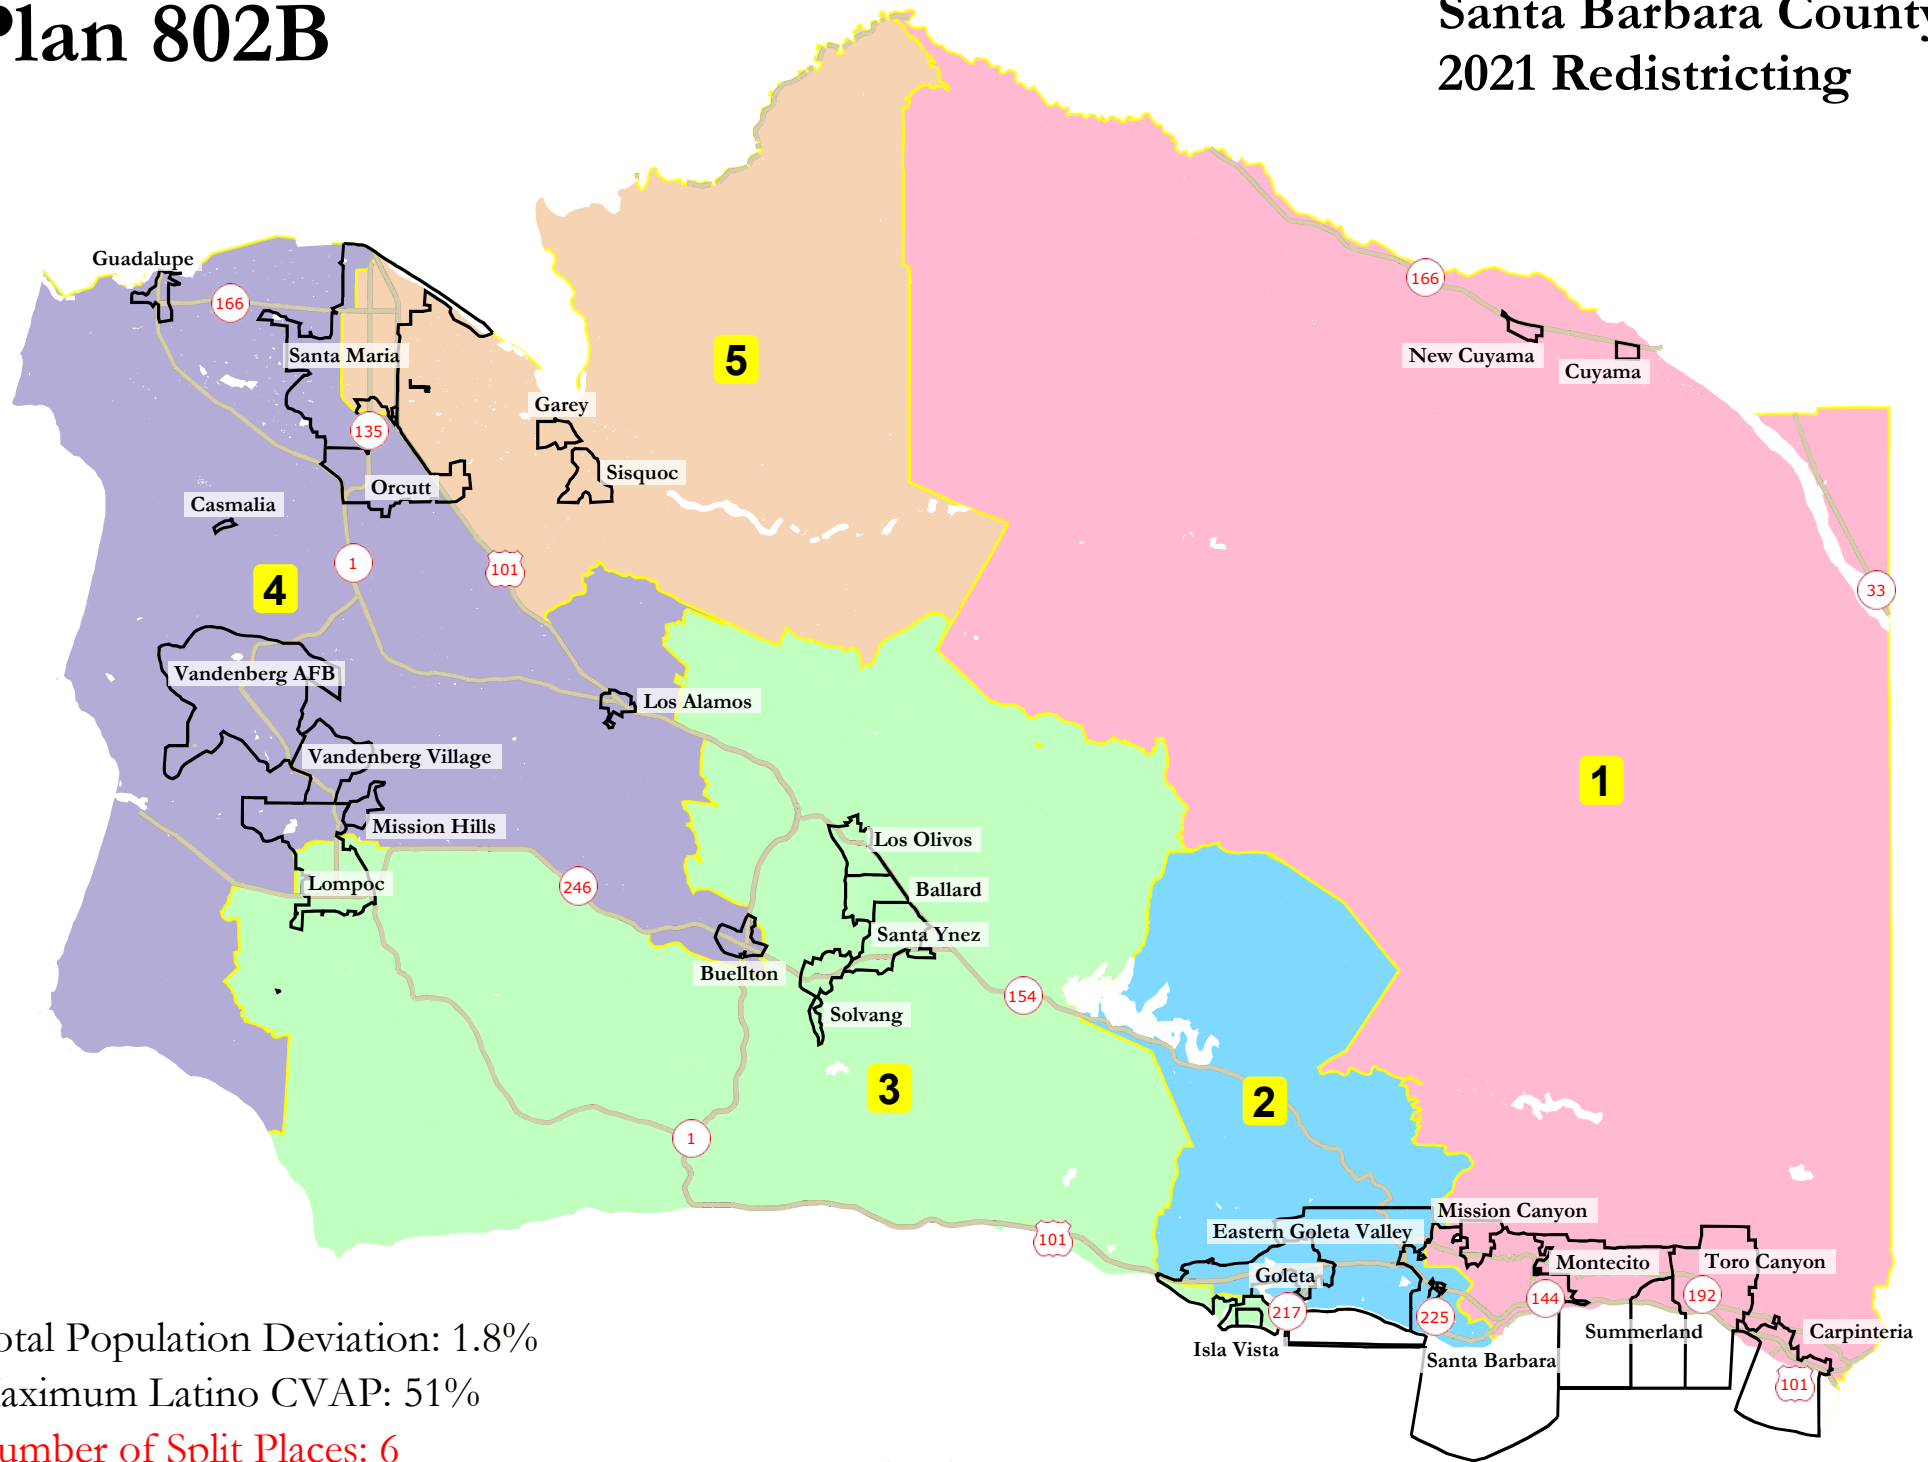 Plan 802B
Santa Barbara County
2021 Redistricting
Guadalupe
166
166
5
Santa Maria
New Cuyama
Cuyama
Garey
135
Sisquoc
Orcutt
Casmalia
1
101
4
33
Vandenberg AFB
Los Alamos
Vandenberg Village
1
Mission Hills
Los Olivos
Lompoc
246
Ballard
Santa Ynez
Buellton
154
Solvang
3
2
1
Mission Canyon
Eastern Goleta Valley
101
Montecito
Toro Canyon
Goleta
217
225
144
192
Summerland
Carpinteria
Isla Vista
Santa Barbara
101
otal Population Deviation: 1.8%
aximum Latino CVAP: 51%
umber of Split Places: 6